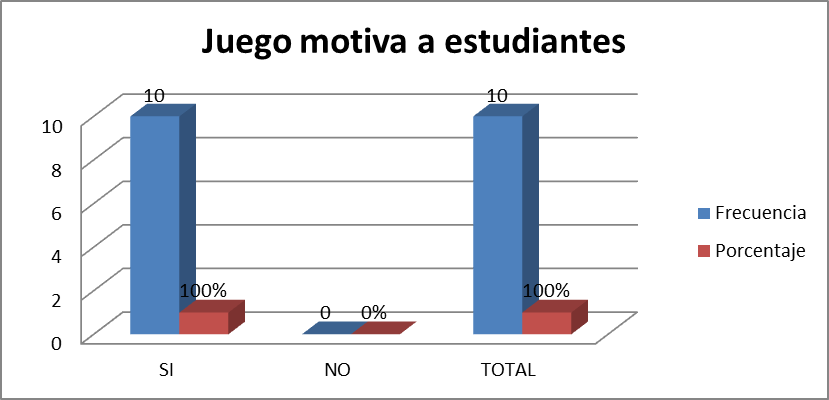 Juego motiva a estudiantes
10 10
10
8
6
4
2
0
100% 100%
0 0%
SI NO TOTAL
Frecuencia
Porcentaje